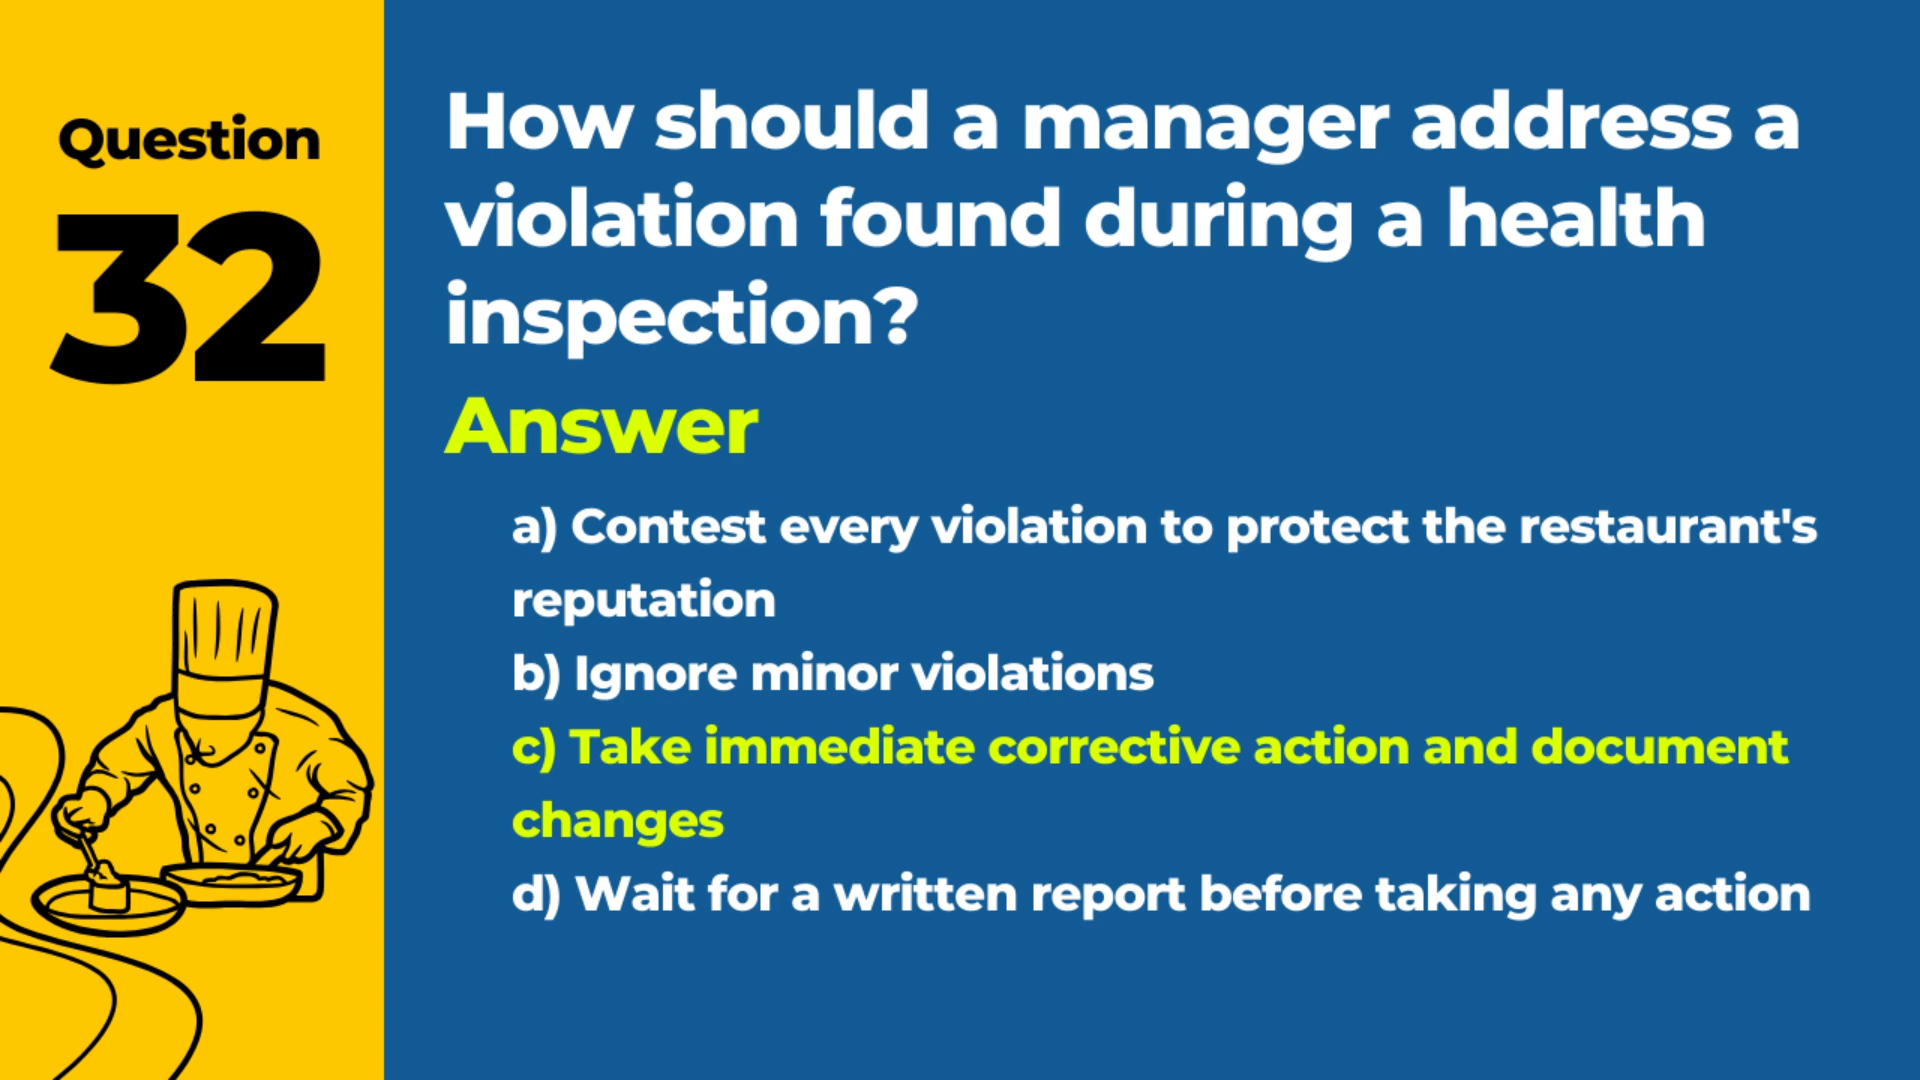 Question
32
How should a manager address a
violation found during a health
inspection?
Answer
a) Contest every violation to protect the restaurant's
reputation
b) Ignore minor violations
c) Take immediate corrective action and document
changes
d) Wait for a written report before taking any action